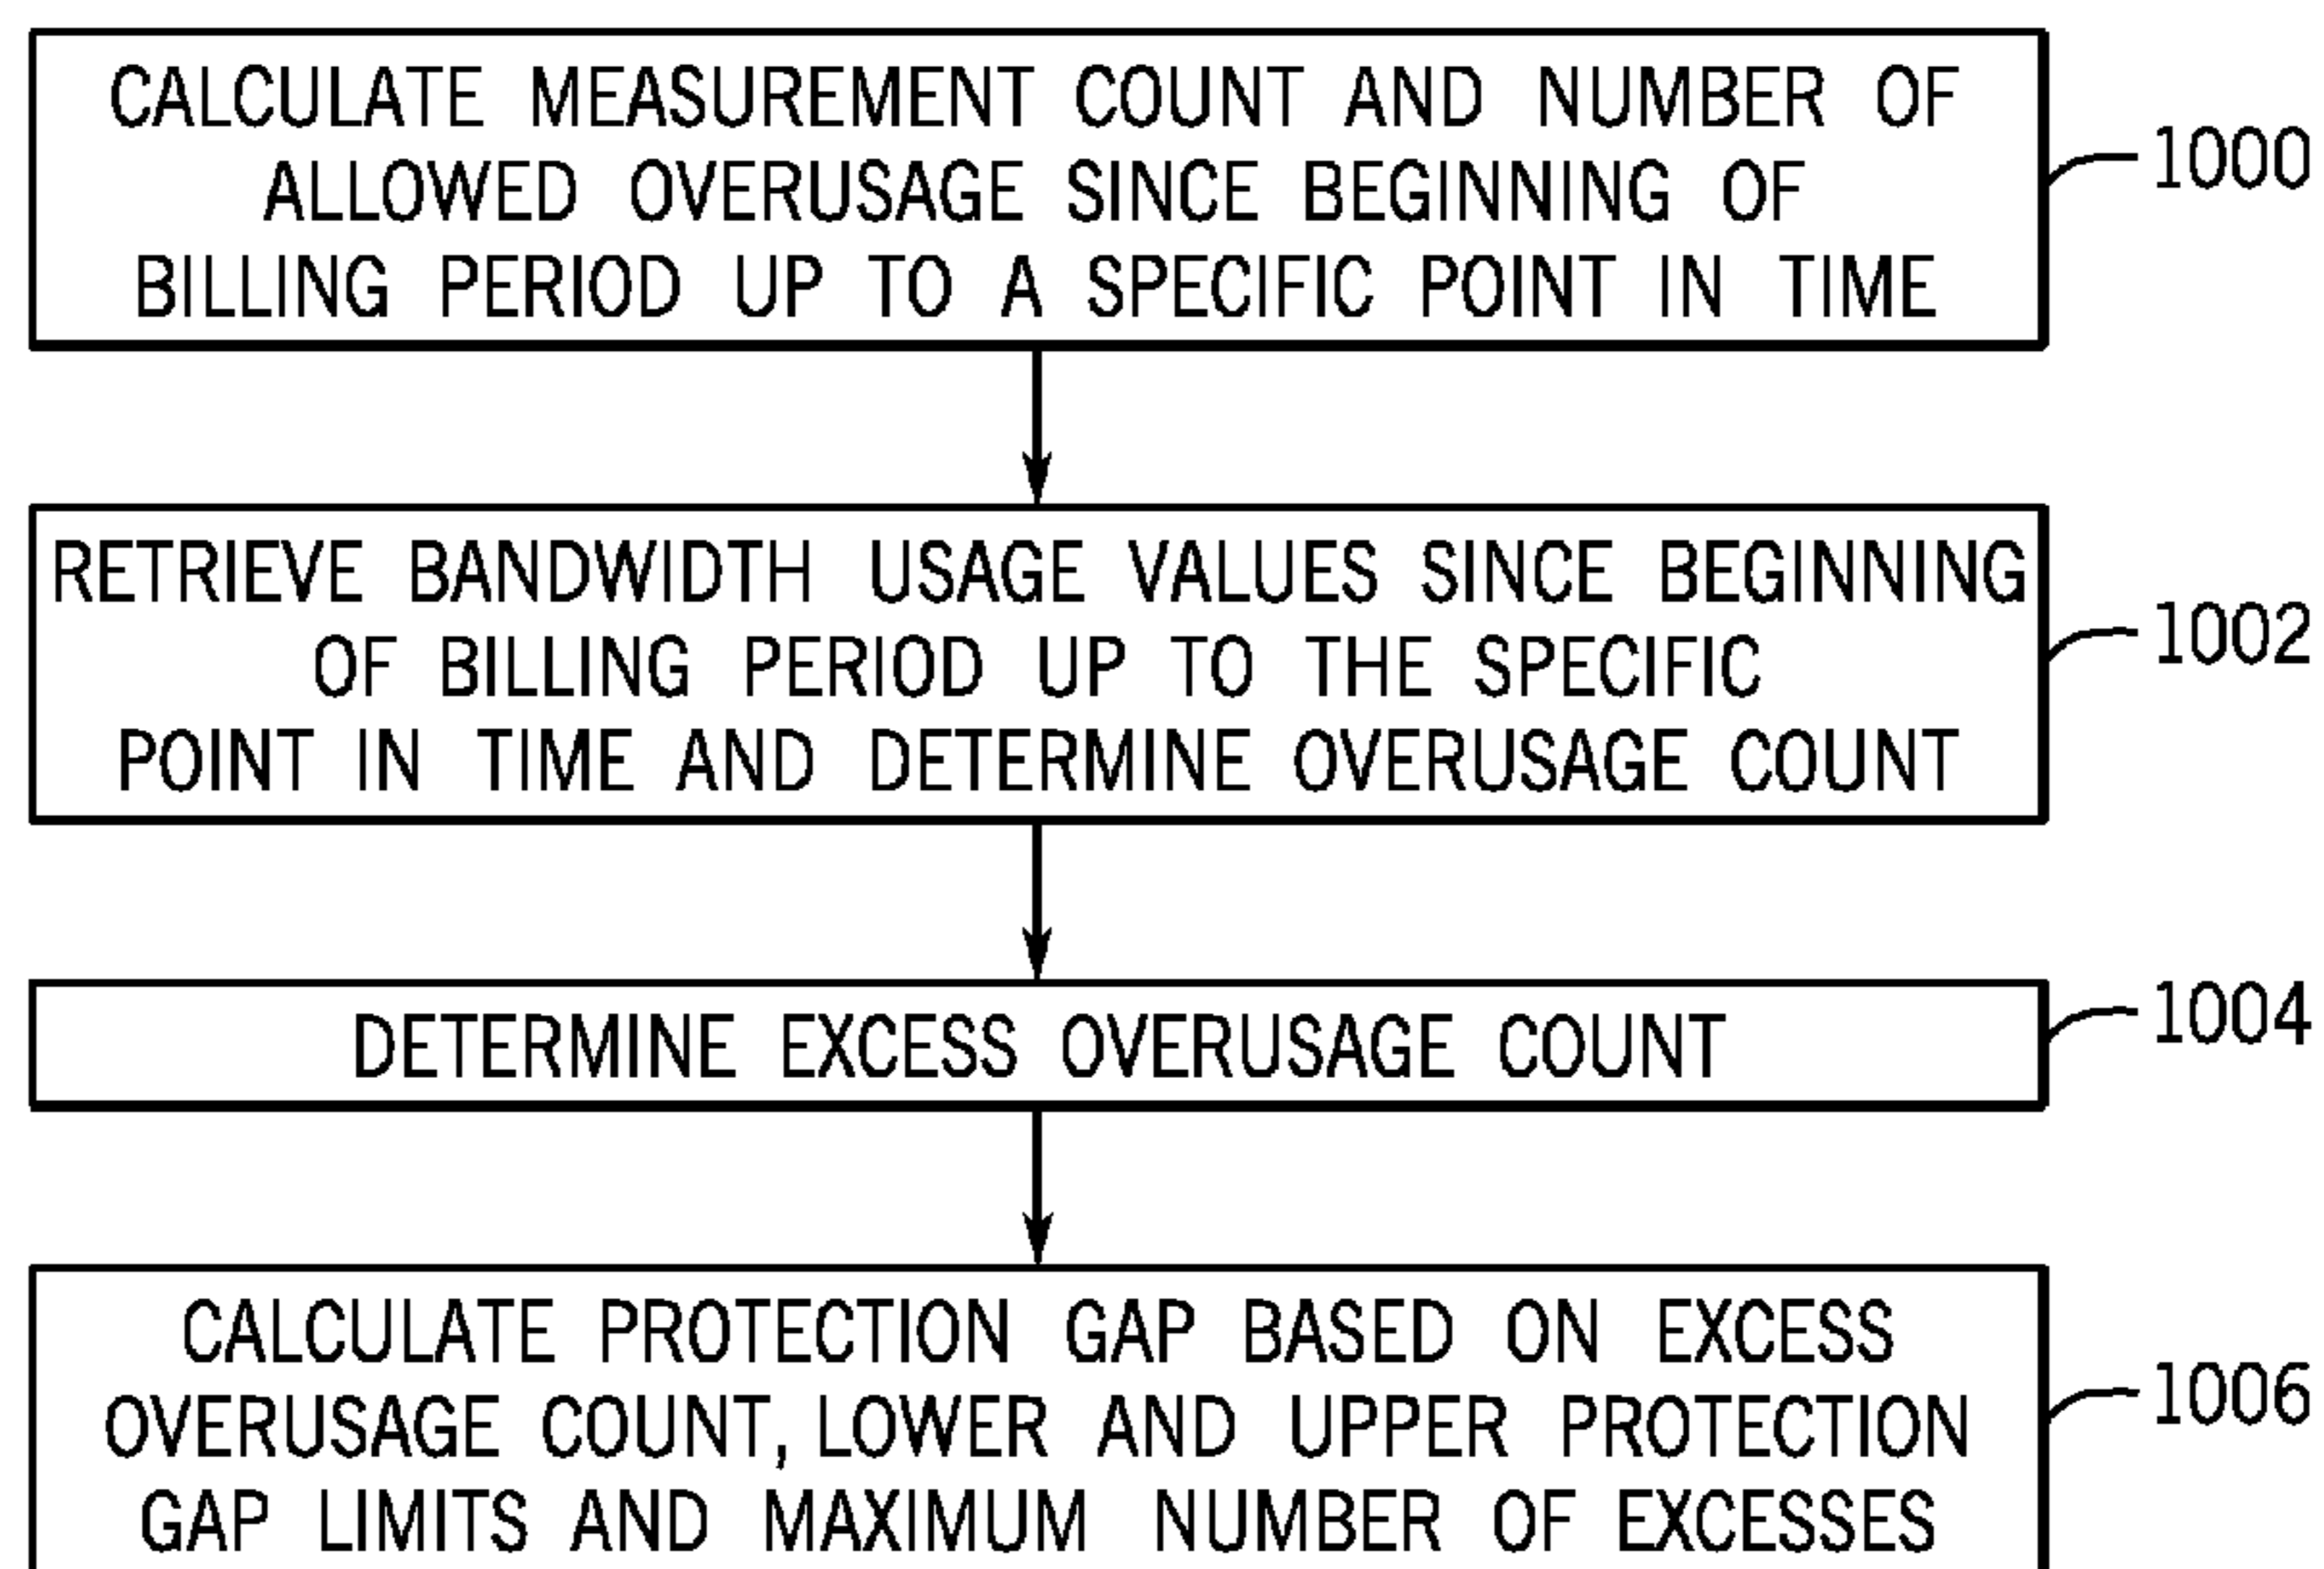 CALCULATE MEASUREMENT COUNT AND NUMBER OF
ALLOWED OVERUSAGE SINCE BEGINNING OF
BILLING PERIOD UP TO A SPECIFIC POINT IN TIME
1000
RETRIEVE BANDWIDTH USAGE VALUES SINCE BEGINNING
OF BILLING PERIOD UP TO THE SPECIFIC
POINT IN TIME AND DETERMINE OVERUSAGE COUNT
1002
DETERMINE EXCESS OVERUSAGE COUNT
1004
CALCULATE PROTECTION GAP BASED ON EXCESS
OVERUSAGE COUNT, LOWER AND UPPER PROTECTION
GAP LIMITS AND MAXIMUM NUMBER OF EXCESSES
1006